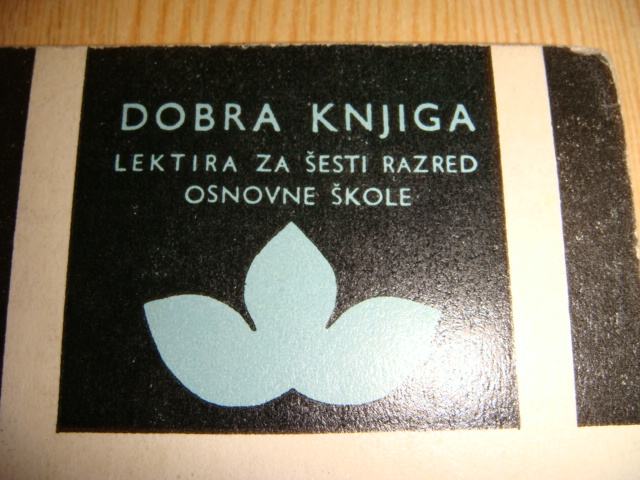 DOBRA KNJIGA
LEKTIRA ZA ŠESTI RAZRED
OSNOVNE ŠKOLE